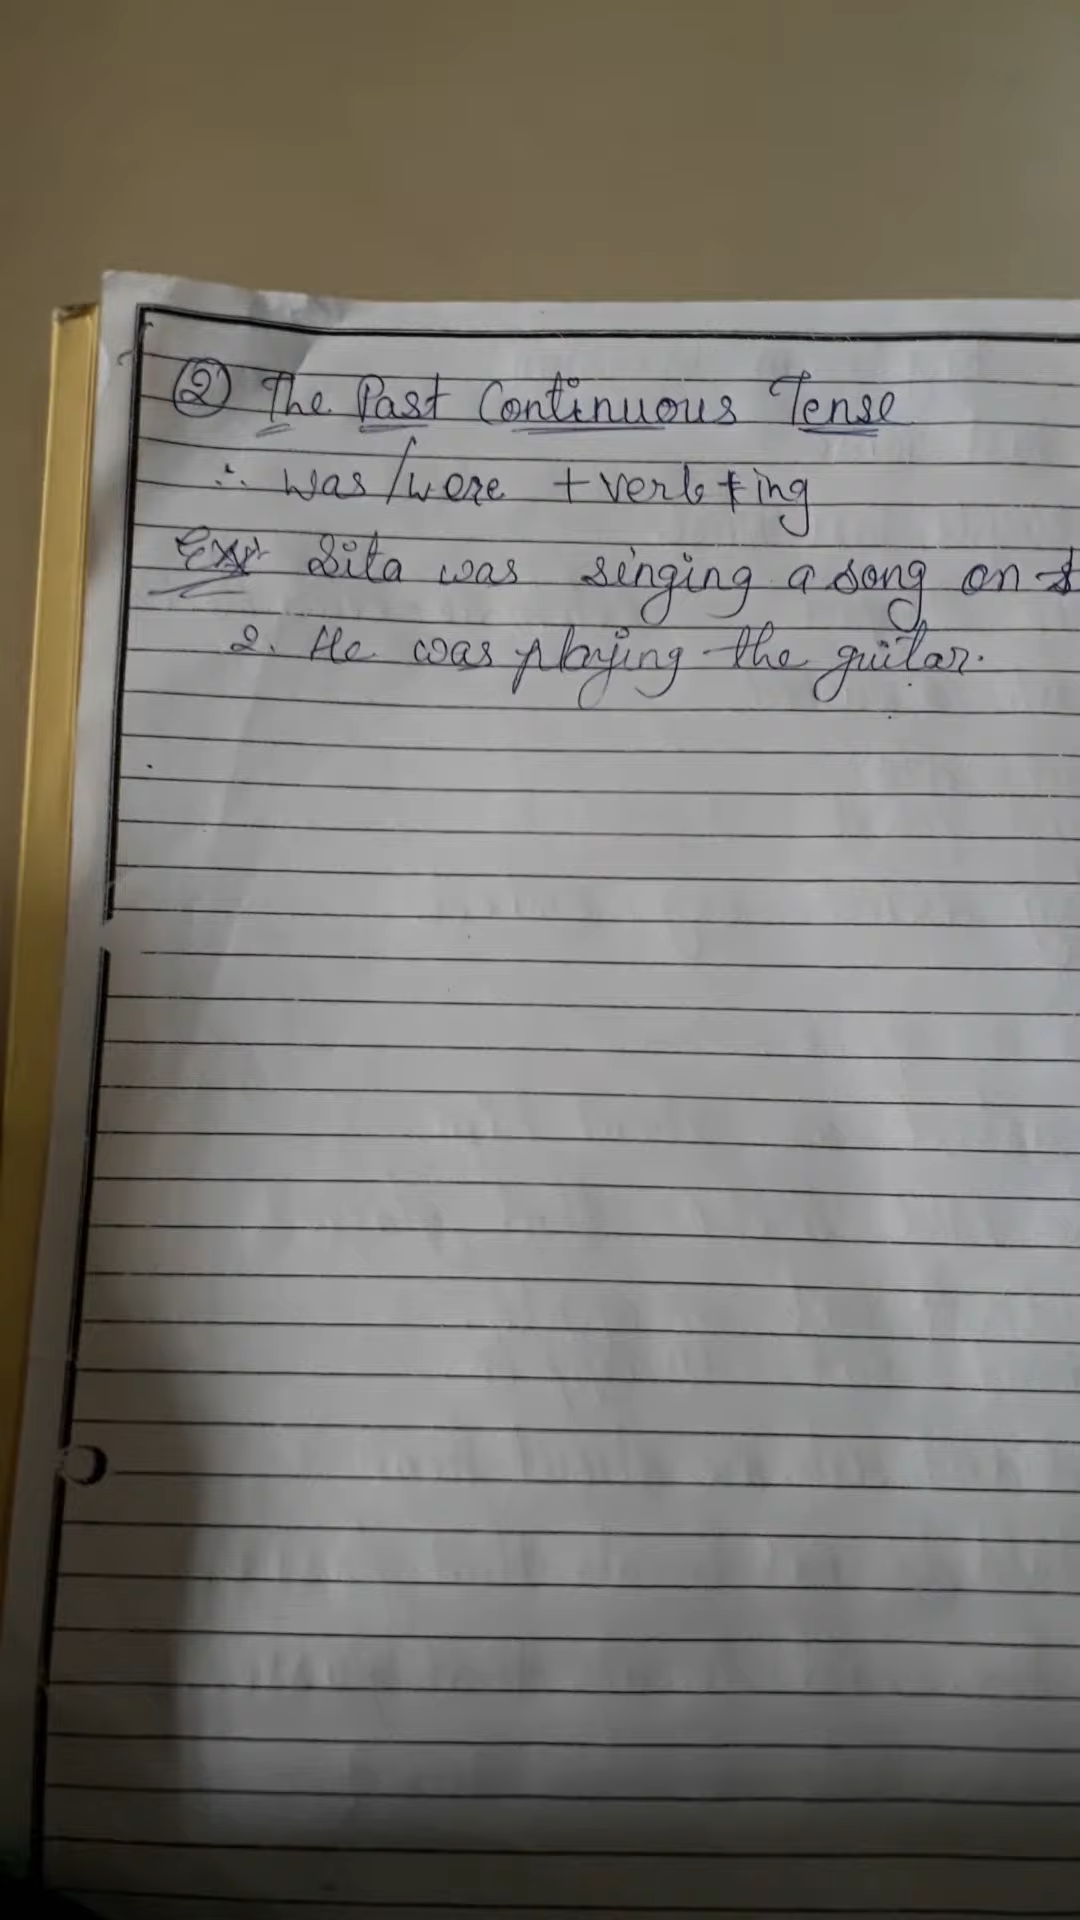 ② The Past Continuous Tense
∴ was/were + verb + ing
Ex:- Sita was singing a song on
2. He was playing the guitar.